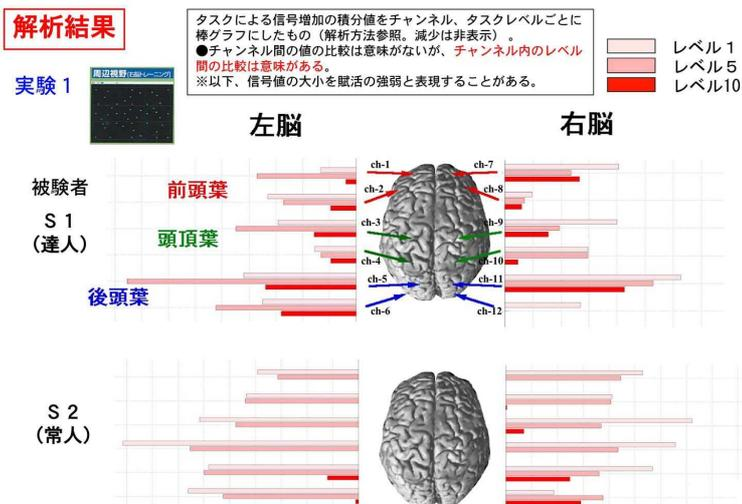 解析結果
タスクによる信号増加の積分値をチャンネル、タスクレベルごとに
棒グラフにしたもの（解析方法参照。減少は非表示）。
●チャンネル間の値の比較は意味がないが、チャンネル内のレベル
間の比較は意味がある。
※以下、信号値の大小を賦活の強弱と表現することがある。
レベル１
レベル５
レベル10
実験１
周辺視野
左脳
右脳
被験者
Ｓ１
（達人）
前頭葉
頭頂葉
後頭葉
ch-1
ch-2
ch-3
ch-4
ch-5
ch-6
ch-7
ch-8
ch-9
ch-10
ch-11
ch-12
Ｓ２
（常人）